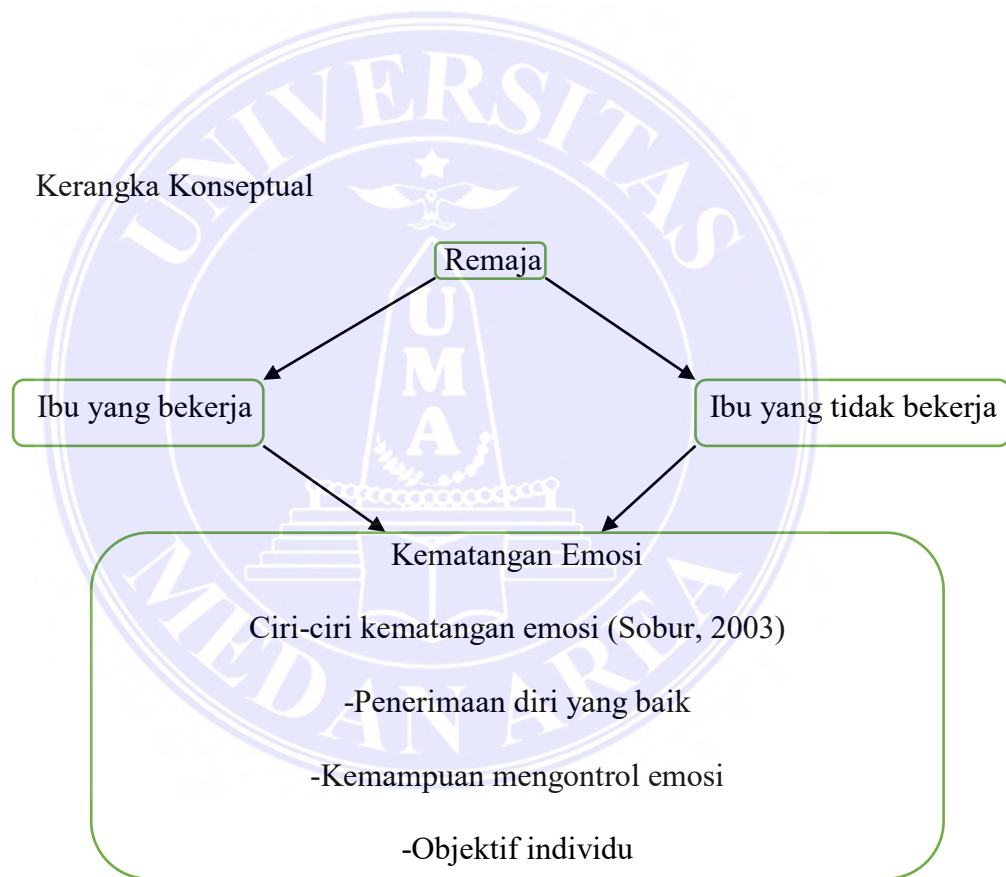 UNIVERSITAS
Kerangka Konseptual
Remaja
UMA
Ibu yang bekerja
Ibu yang tidak bekerja
Kematangan Emosi
Ciri-ciri kematangan emosi (Sobur, 2003)
-Penerimaan diri yang baik
-Kemampuan mengontrol emosi
-Objektif individu
MEDAN AREA